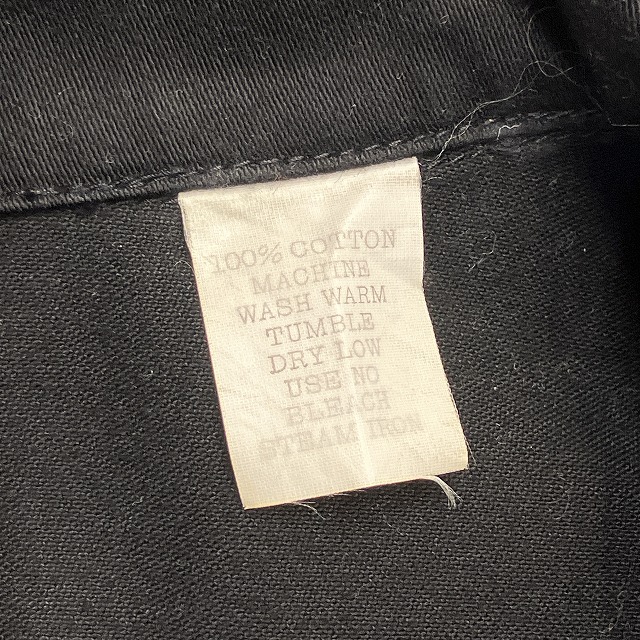 100% COTTON
MACHINE
WASH WARM
TUMBLE
DRY LOW
USE NO
BLEACH
STEAM IRON